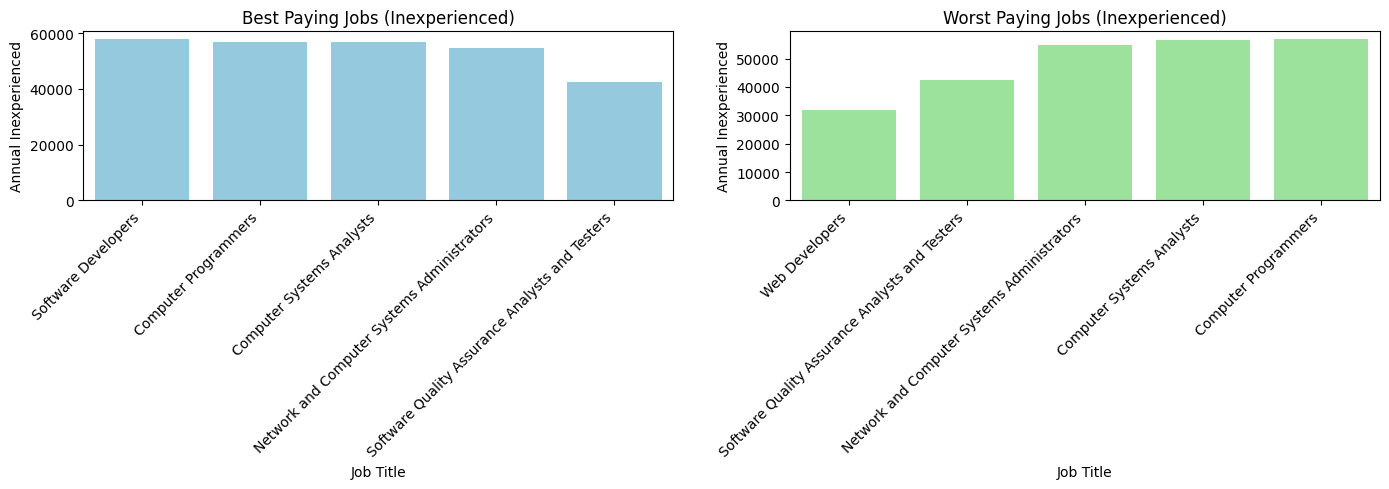 Best Paying Jobs (Inexperienced)
Annual Inexperienced
60000
40000
20000
0
Software Developers
Computer Programmers
Computer Systems Analysts
Network and Computer Systems Administrators
Software Quality Assurance Analysts and Testers
Job Title
Worst Paying Jobs (Inexperienced)
Annual Inexperienced
50000
40000
30000
20000
10000
0
Web Developers
Software Quality Assurance Analysts and Testers
Network and Computer Systems Administrators
Computer Systems Analysts
Computer Programmers
Job Title